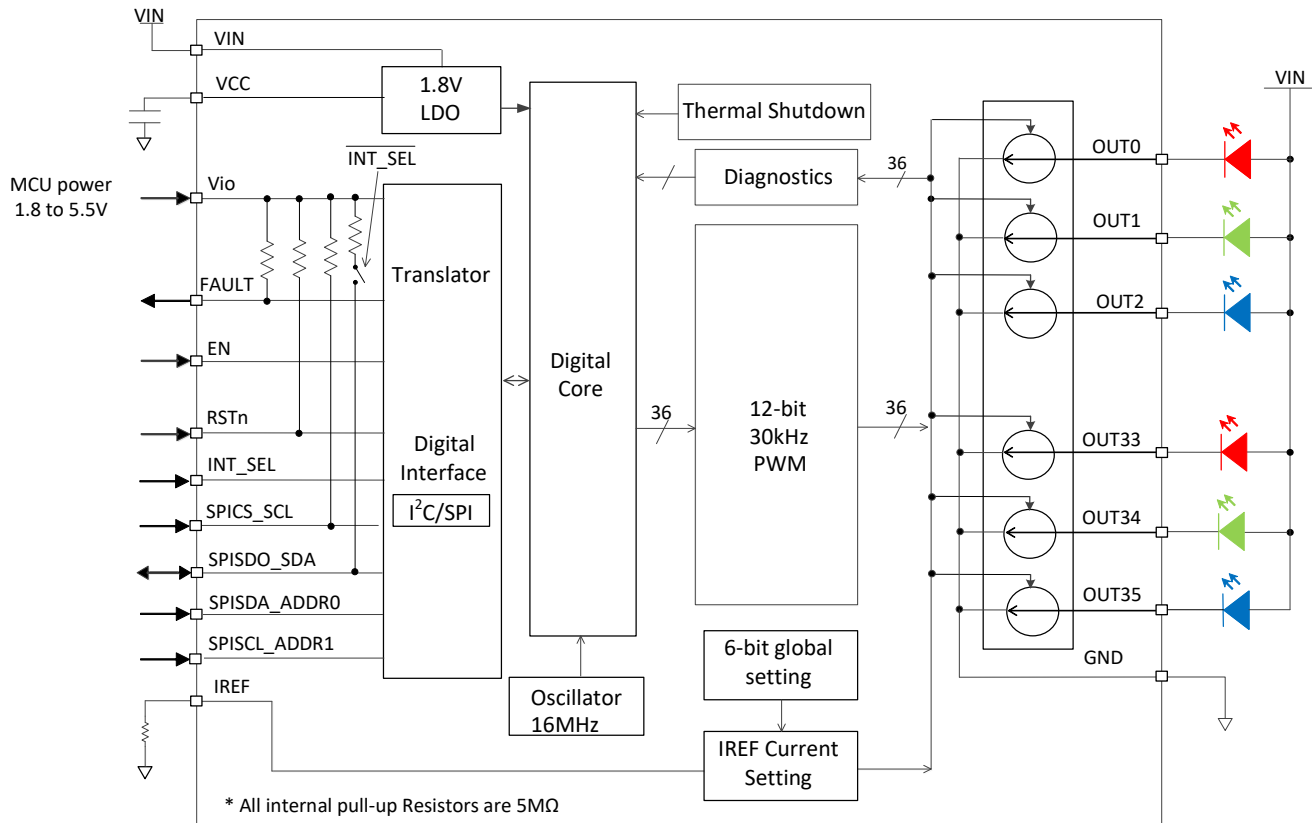 VIN
VIN
VCC
1.8V
LDO
Thermal Shutdown
VIN
INT_SEL
MCU power
1.8 to 5.5V
Vio
Diagnostics
36
OUT0
OUT1
Translator
FAULT
OUT2
EN
Digital
Core
RSTn
36
12-bit
30kHz
PWM
36
OUT33
INT_SEL
Digital
Interface
I²C/SPI
SPICS_SCL
OUT34
SPISDO_SDA
SPISDA_ADDR0
OUT35
SPISCL_ADDR1
6-bit global
setting
GND
IREF
Oscillator
16MHz
IREF Current
Setting
* All internal pull-up Resistors are 5MΩ